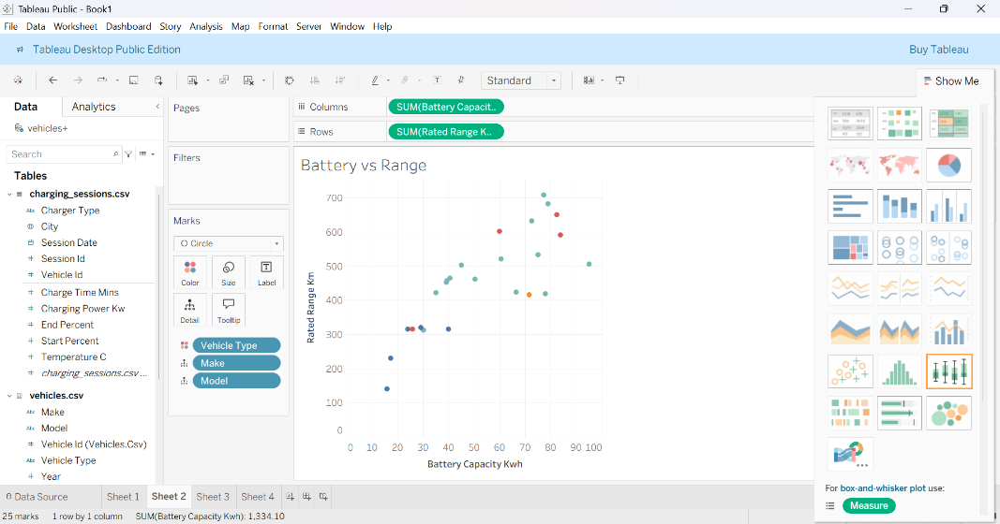 Tableau Public - Book1
File Data Worksheet Dashboard Story Analysis Map Format Server Window Help
Tableau Desktop Public Edition Buy Tableau
Standard Show Me
Data Analytics
vehicles+
Search
Tables
charging_sessions.csv
Abc Charger Type
City
Session Date
Session Id
Vehicle Id
Charge Time Mins
Charging Power Kw
End Percent
Start Percent
Temperature C
charging_sessions.csv ...
vehicles.csv
Abc Make
Abc Model
Vehicle Id (Vehicles.Csv)
Abc Vehicle Type
Year
Pages
Filters
Marks
Circle
Color Size Label
Detail Tooltip
Vehicle Type
Make
Model
Columns SUM(Battery Capacit..
Rows SUM(Rated Range K..
Battery vs Range
700
600
500
400
300
200
100
0
Rated Range Km
0 10 20 30 40 50 60 70 80 90 100
Battery Capacity Kwh
For box-and-whisker plot use:
Measure
Data Source Sheet 1 Sheet 2 Sheet 3 Sheet 4
25 marks 1 row by 1 column SUM(Battery Capacity Kwh): 1,334.10